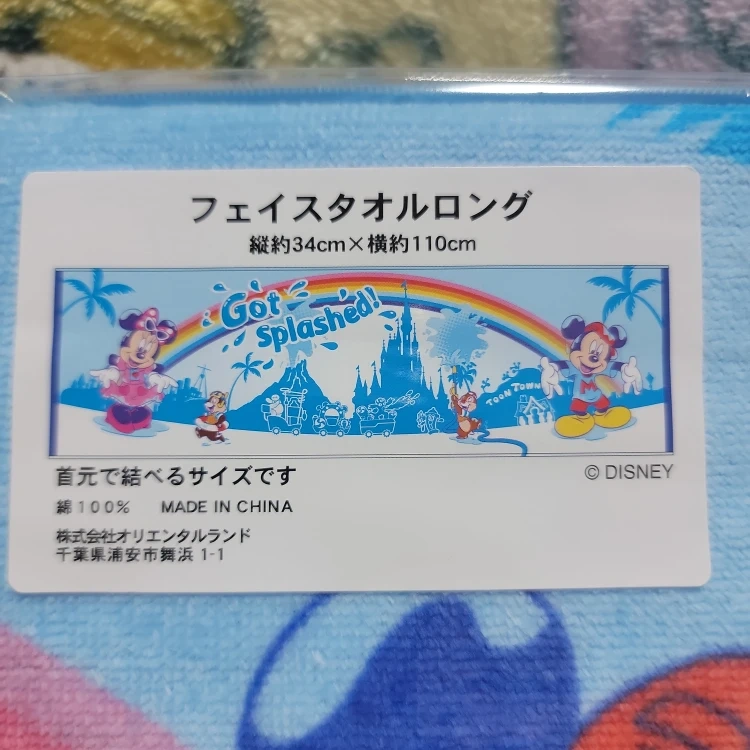 フェイスタオルロング
縦約34cm×横約110cm
Got
splashed!
TOON TOWN
首元で結べるサイズです
© DISNEY
綿100% MADE IN CHINA
株式会社オリエンタルランド
千葉県浦安市舞浜 1-1